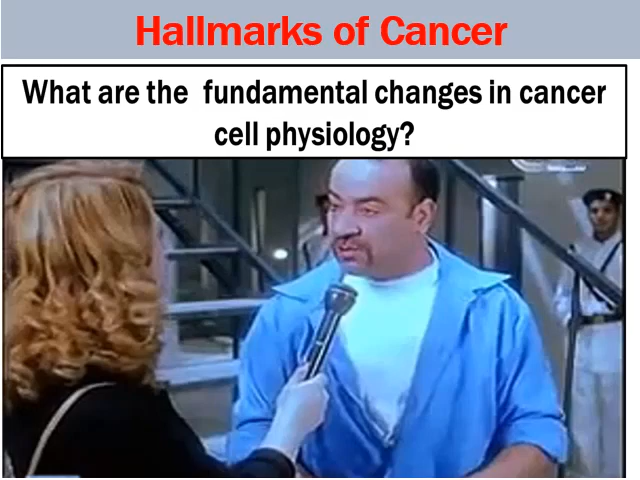 Hallmarks of Cancer
What are the fundamental changes in cancer
cell physiology?